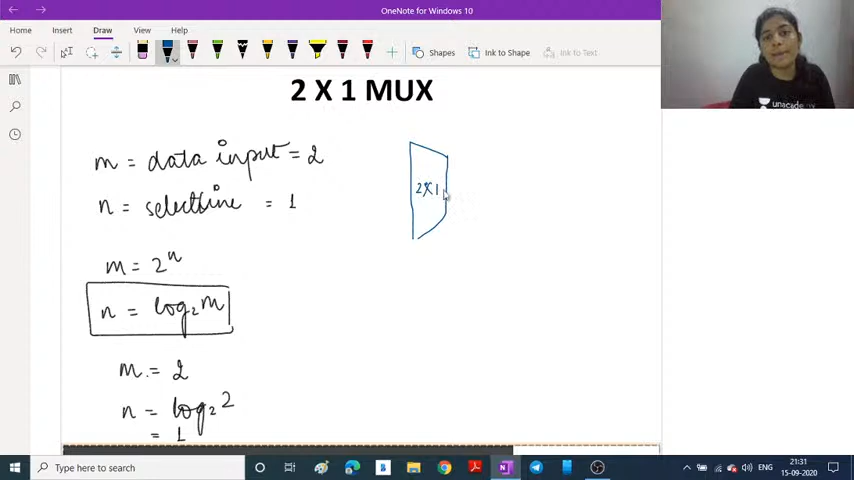 OneNote for Windows 10
Home Insert Draw View Help
Shapes Ink to Shape Ink to Text
2 X 1 MUX
m = data input = 2
n = selectline = 1
m = 2^n
n = log₂m
m = 2
n = log₂2
= 1
2X1
unacademy
Type here to search
ENG
21:31
15-09-2020